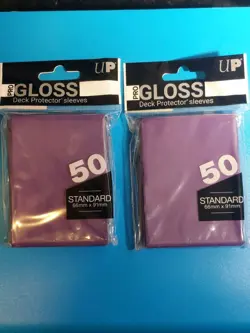 UP
PRO
GLOSS
Deck Protector sleeves
50
STANDARD
66mm x 91mm
UP
PRO
GLOSS
Deck Protector sleeves
50
STANDARD
66mm x 91mm